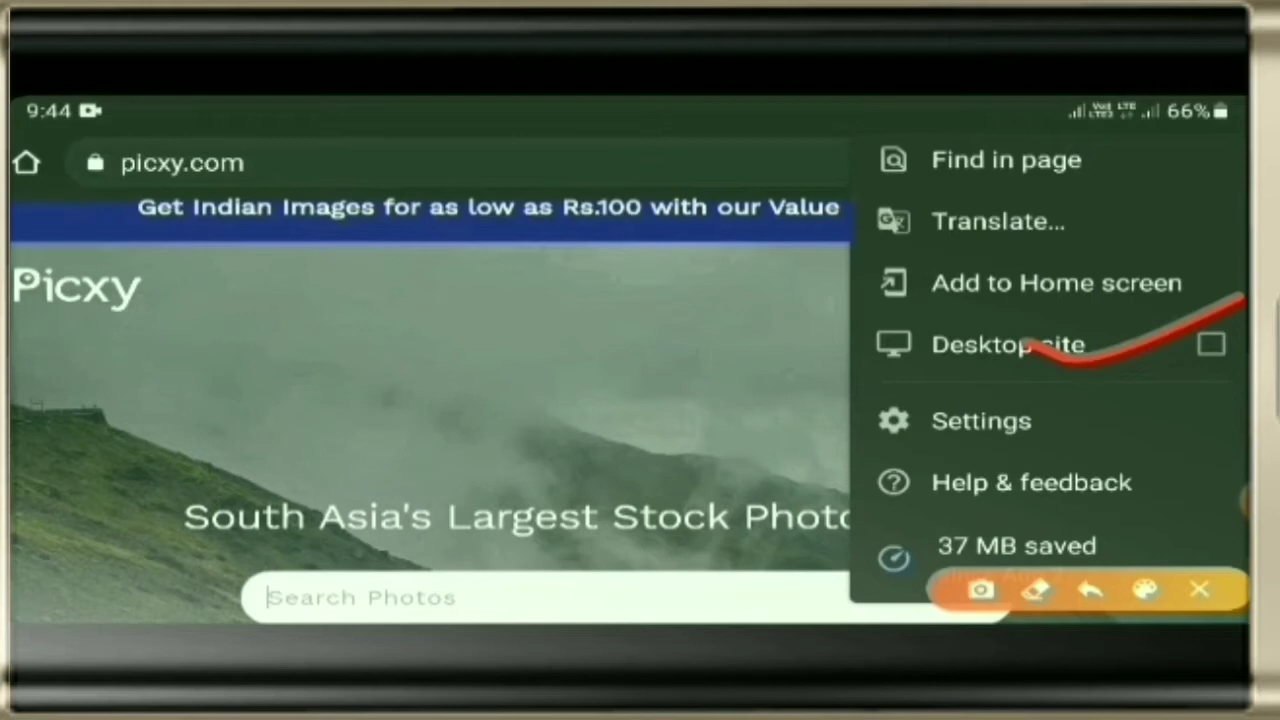 9:44
66%
picxy.com
Get Indian Images for as low as Rs.100 with our Value
Picxy
South Asia's Largest Stock Photo
Search Photos
Find in page
Translate...
Add to Home screen
Desktop site
Settings
Help & feedback
37 MB saved